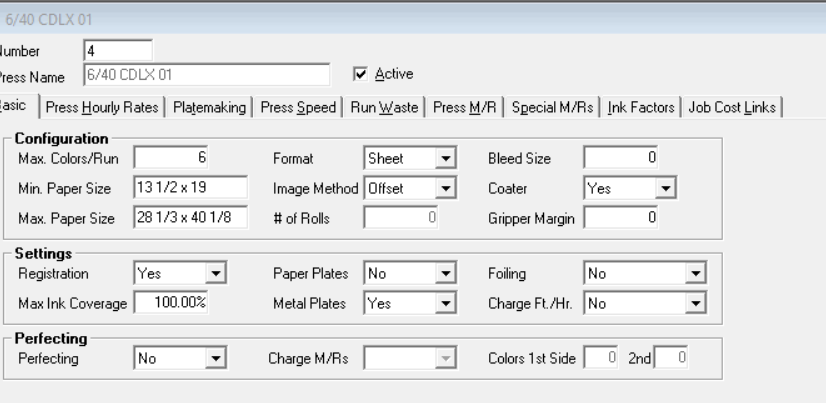 6/40 CDLX 01
Number 4
Press Name 6/40 CDLX 01 Active
Basic Press Hourly Rates Platemaking Press Speed Run Waste Press M/R Special M/Rs Ink Factors Job Cost Links
Configuration
Max. Colors/Run 6 Format Sheet Bleed Size 0
Min. Paper Size 13 1/2 x 19 Image Method Offset Coater Yes
Max. Paper Size 28 1/3 x 40 1/8 # of Rolls 0 Gripper Margin 0
Settings
Registration Yes Paper Plates No Foiling No
Max Ink Coverage 100.00% Metal Plates Yes Charge Ft./Hr. No
Perfecting
Perfecting No Charge M/Rs Colors 1st Side 0 2nd 0